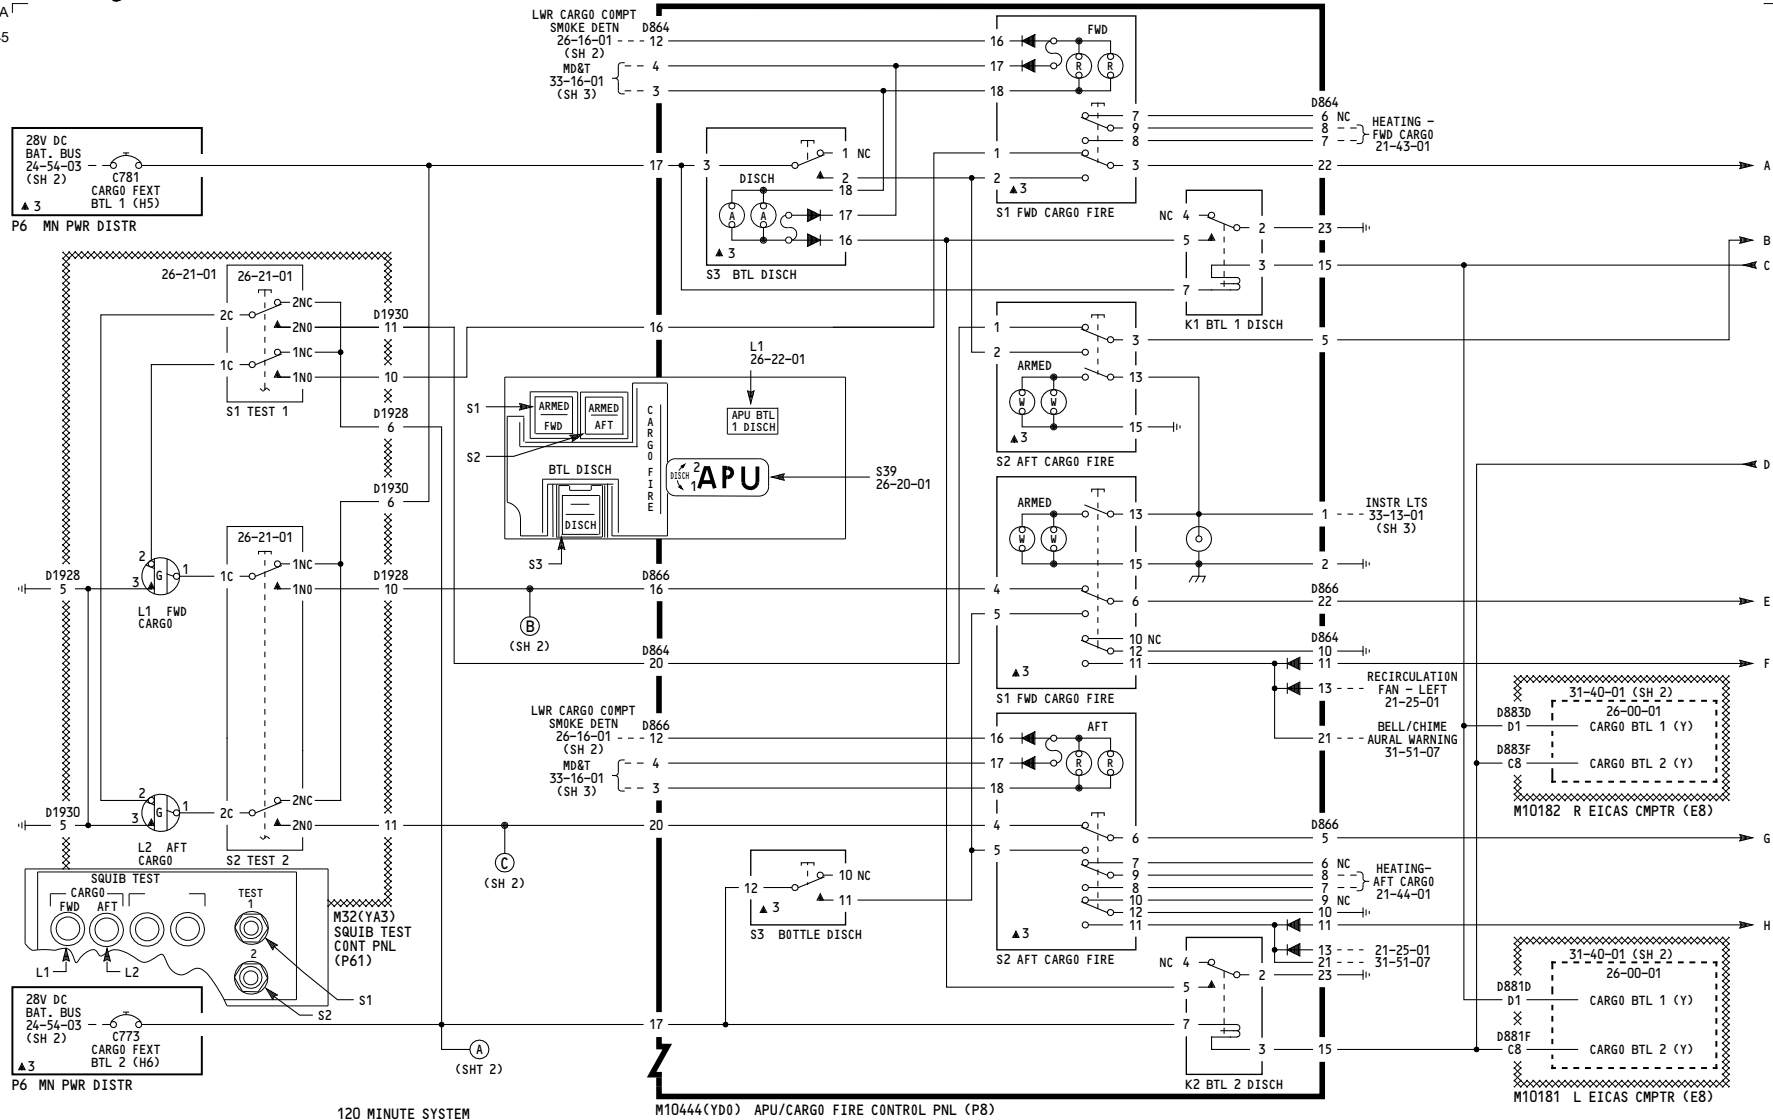 A
5
LWR CARGO COMPT
SMOKE DETN
26-16-01
(SH 2)
D864
12
MD&T
33-16-01
(SH 3)
4
3
16
17
18
FWD
R R
7
9
8
D864
6 NC
8
7
HEATING -
FWD CARGO
21-43-01
1
2
3
22
A
▲3
S1 FWD CARGO FIRE
28V DC
BAT. BUS
24-54-03
(SH 2)
C781
CARGO FEXT
BTL 1 (H5)
▲3
P6 MN PWR DISTR
17
3
1 NC
2
DISCH
18
17
16
A A
▲3
S3 BTL DISCH
NC 4
5
2
23
3
15
7
K1 BTL 1 DISCH
B
C
26-21-01
26-21-01
2C
2NC
2NO
1C
1NC
1NO
S1 TEST 1
D1930
11
10
D1928
6
D1930
6
16
1
2
3
5
ARMED
13
W W
15
▲3
S2 AFT CARGO FIRE
L1
26-22-01
APU BTL
1 DISCH
S1
ARMED
FWD
ARMED
AFT
S2
CARGO FIRE
BTL DISCH
DISCH
S3
DISCH
2
1
APU
S39
26-20-01
D
ARMED
13
W W
15
1
INSTR LTS
33-13-01
(SH 3)
2
26-21-01
1C
1NC
1NO
D1928
10
2
3
G
1
D1928
5
L1 FWD
CARGO
B
(SH 2)
D866
16
4
5
6
D866
22
E
10 NC
12
11
D864
10
11
F
▲3
S1 FWD CARGO FIRE
D864
20
13
RECIRCULATION
FAN - LEFT
21-25-01
21
BELL/CHIME
AURAL WARNING
31-51-07
31-40-01 (SH 2)
26-00-01
D883D
D1
CARGO BTL 1 (Y)
D883F
C8
CARGO BTL 2 (Y)
M10182 R EICAS CMPTR (E8)
LWR CARGO COMPT
SMOKE DETN
26-16-01
(SH 2)
D866
12
MD&T
33-16-01
(SH 3)
4
3
16
17
18
AFT
R R
2
3
G
1
D1930
5
L2 AFT
CARGO
2C
2NC
2NO
S2 TEST 2
11
C
(SH 2)
20
4
5
6
D866
5
G
7
9
8
10
12
11
6 NC
8
7
9 NC
10
11
HEATING-
AFT CARGO
21-44-01
H
▲3
S2 AFT CARGO FIRE
13
21-25-01
21
31-51-07
23
12
10 NC
11
▲3
S3 BOTTLE DISCH
NC 4
5
2
7
3
15
K2 BTL 2 DISCH
SQUIB TEST
CARGO
FWD AFT
TEST
1
2
L1
L2
S1
S2
M32(YA3)
SQUIB TEST
CONT PNL
(P61)
28V DC
BAT. BUS
24-54-03
(SH 2)
C773
CARGO FEXT
BTL 2 (H6)
▲3
P6 MN PWR DISTR
A
(SHT 2)
17
31-40-01 (SH 2)
26-00-01
D881D
D1
CARGO BTL 1 (Y)
D881F
C8
CARGO BTL 2 (Y)
M10181 L EICAS CMPTR (E8)
120 MINUTE SYSTEM
M10444(YD0) APU/CARGO FIRE CONTROL PNL (P8)